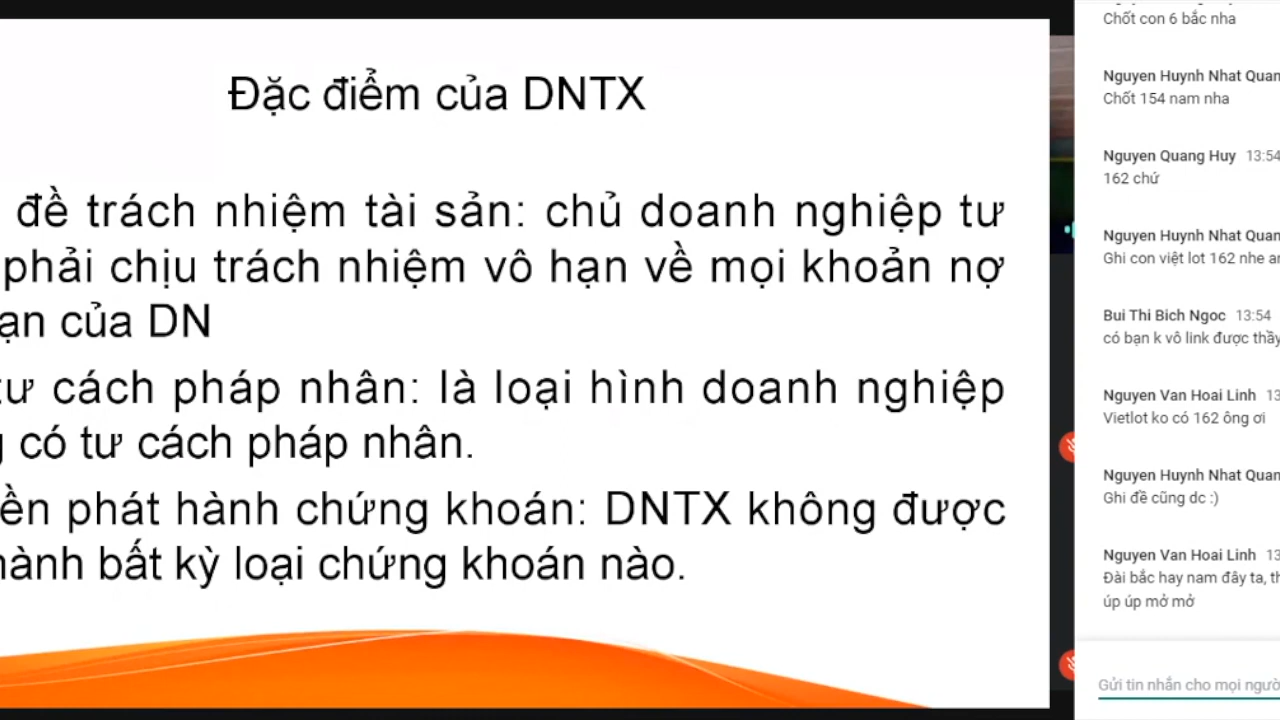 Đặc điểm của DNTX
đề trách nhiệm tài sản: chủ doanh nghiệp tư
phải chịu trách nhiệm vô hạn về mọi khoản nợ
của DN
tư cách pháp nhân: là loại hình doanh nghiệp
có tư cách pháp nhân.
phát hành chứng khoán: DNTX không được
hành bất kỳ loại chứng khoán nào.
Chốt con 6 bắc nha
Nguyen Huynh Nhat Quan
Chốt 154 nam nha
Nguyen Quang Huy 13:54
162 chứ
Nguyen Huynh Nhat Quan
Ghi con việt lot 162 nhe
Bui Thi Bich Ngoc 13:54
có bạn k vô link được thầy
Nguyen Van Hoai Linh 13
Vietlot ko có 162 ông ơi
Nguyen Huynh Nhat Quan
Ghi đề cũng dc :)
Nguyen Van Hoai Linh 13
Đài bắc hay nam đây ta,
úp úp mở mở
Gửi tin nhắn cho mọi